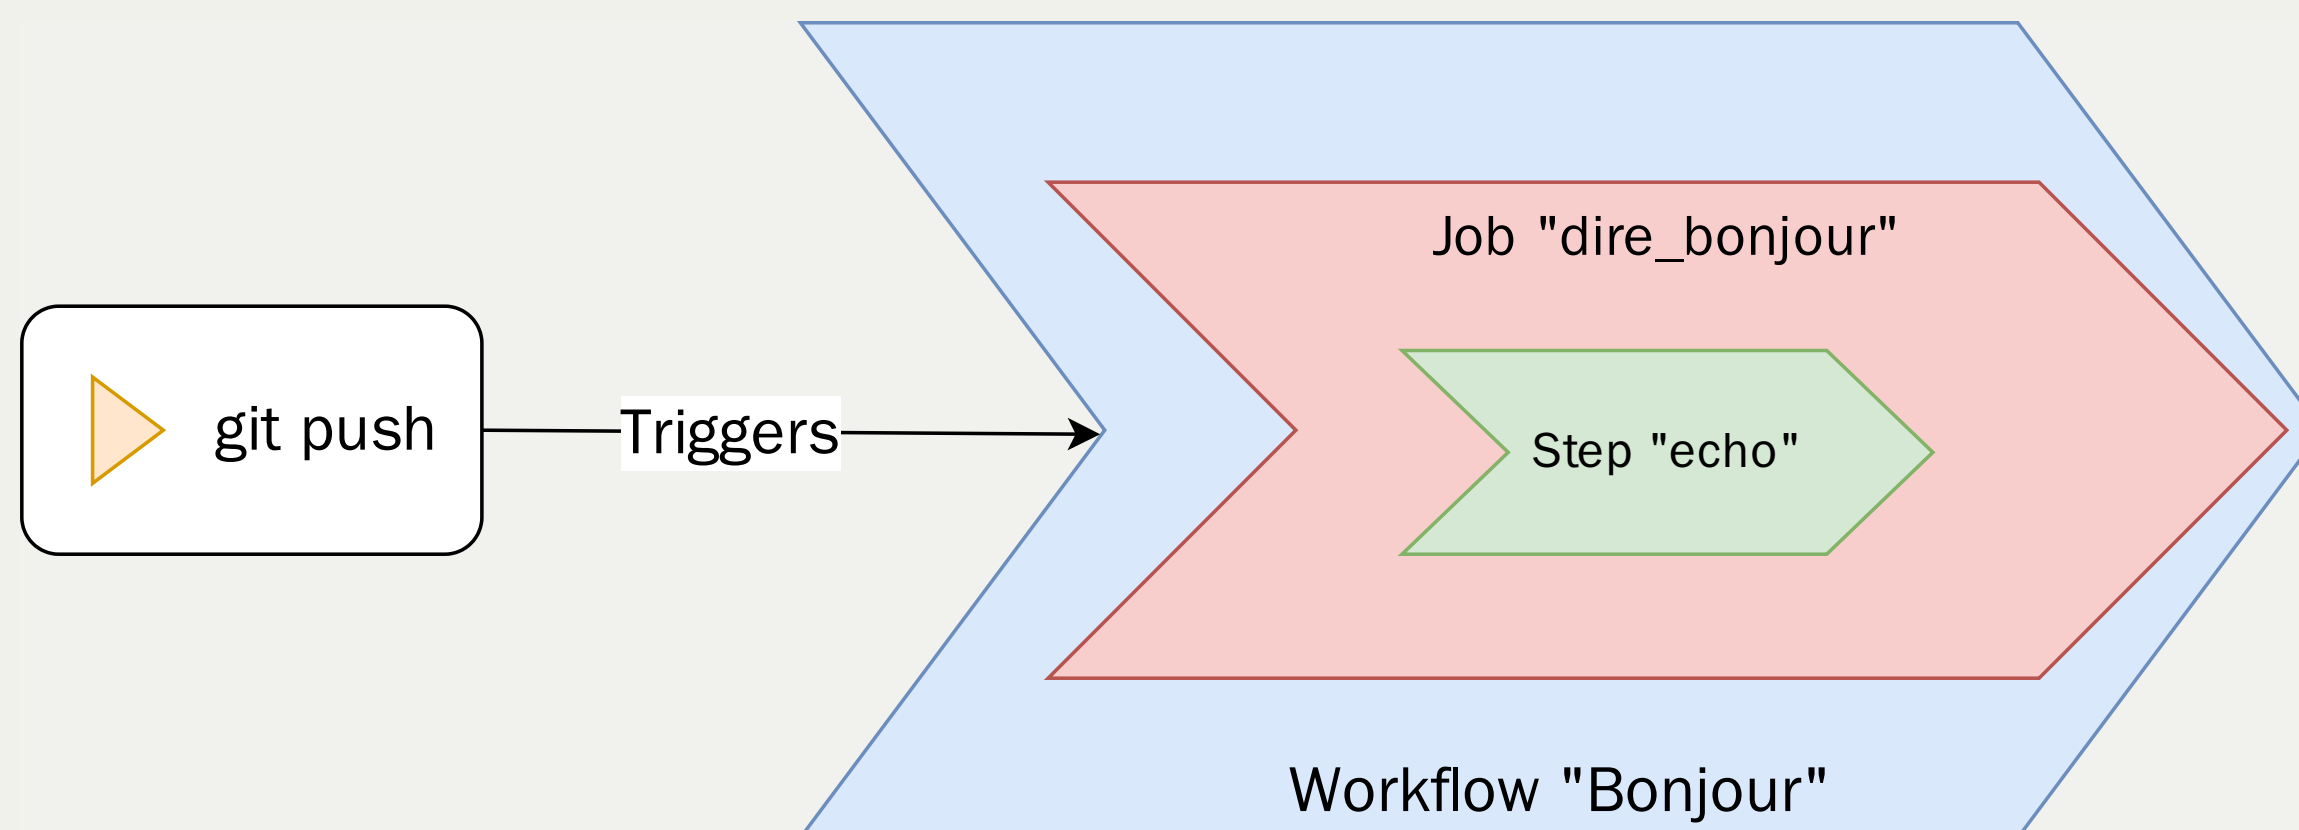 git push
Triggers
Job "dire_bonjour"
Step "echo"
Workflow "Bonjour"